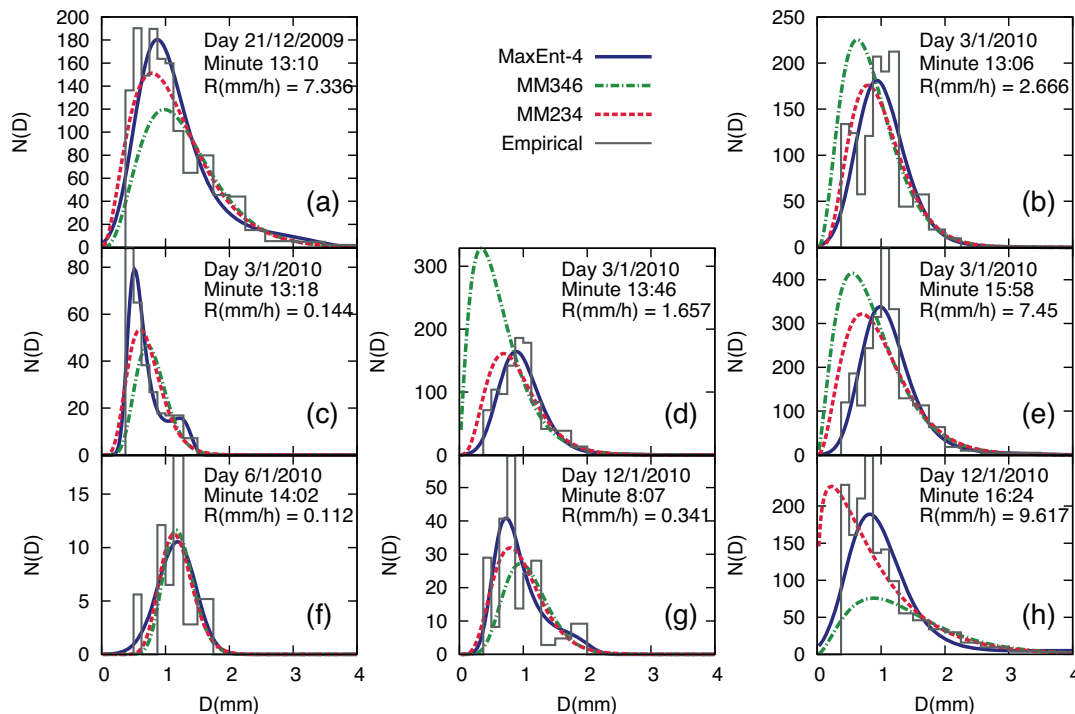 N(D)
200
180
160
140
120
100
80
60
40
20
0
Day 21/12/2009
Minute 13:10
R(mm/h) = 7.336
(a)
MaxEnt-4
MM346
MM234
Empirical
N(D)
250
200
150
100
50
0
Day 3/1/2010
Minute 13:06
R(mm/h) = 2.666
(b)
N(D)
80
60
40
20
0
Day 3/1/2010
Minute 13:18
R(mm/h) = 0.144
(c)
300
200
100
0
Day 3/1/2010
Minute 13:46
R(mm/h) = 1.657
(d)
N(D)
400
300
200
100
0
Day 3/1/2010
Minute 15:58
R(mm/h) = 7.45
(e)
N(D)
15
10
5
0
Day 6/1/2010
Minute 14:02
R(mm/h) = 0.112
(f)
0 1 2 3 4
D(mm)
N(D)
50
40
30
20
10
0
Day 12/1/2010
Minute 8:07
R(mm/h) = 0.341
(g)
0 1 2 3 4
D(mm)
N(D)
200
150
100
50
0
Day 12/1/2010
Minute 16:24
R(mm/h) = 9.617
(h)
0 1 2 3 4
D(mm)